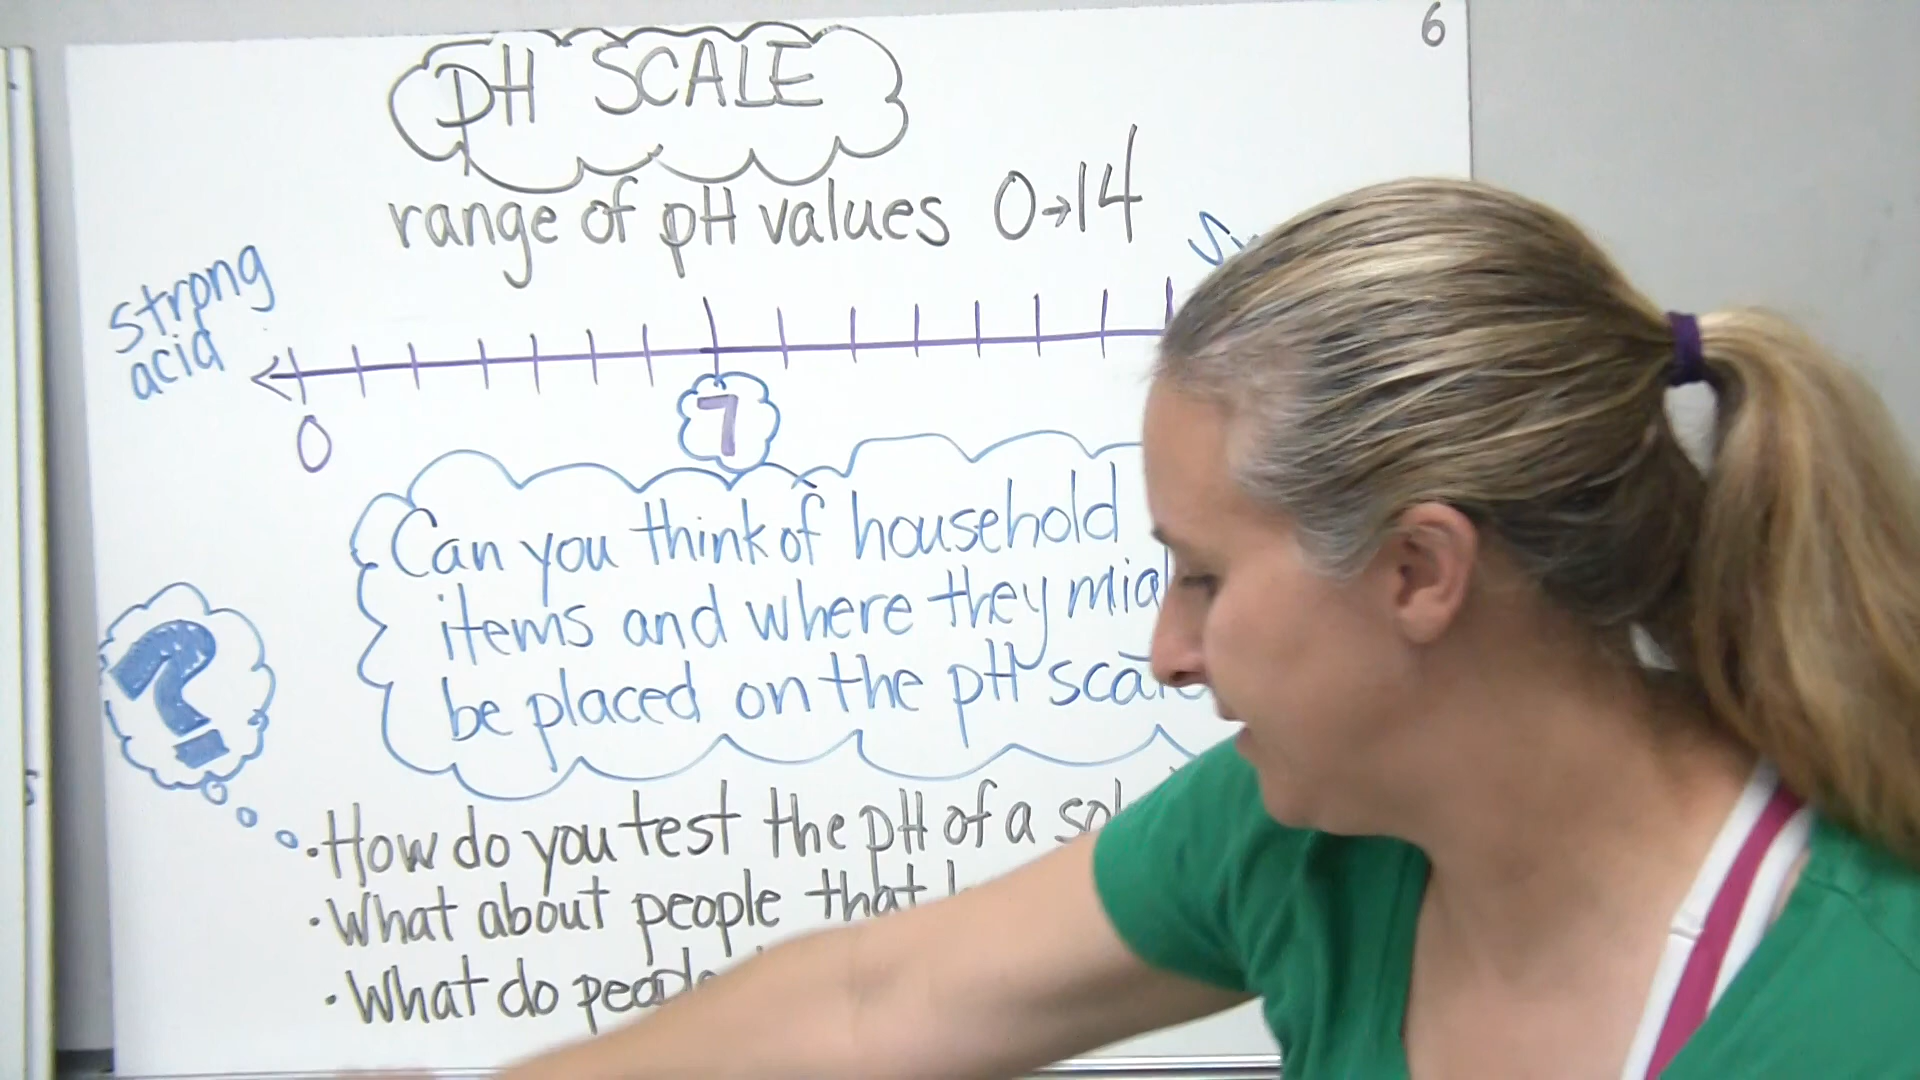 6
pH SCALE
range of pH values 0→14
strong
acid
0
7
Can you think of household
items and where they
be placed on the pH
?
• How do you test the pH of a
• What about people that
• What do